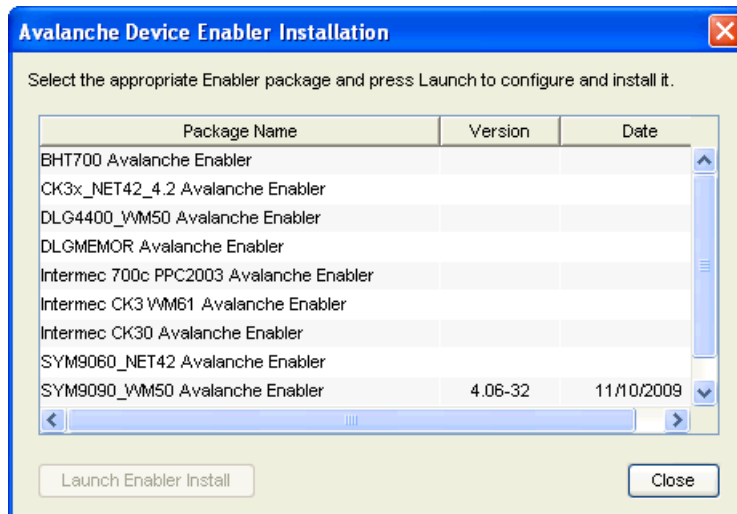 Avalanche Device Enabler Installation
Select the appropriate Enabler package and press Launch to configure and install it.
Package Name Version Date
BHT700 Avalanche Enabler
CK3x_NET42_4.2 Avalanche Enabler
DLG4400_WM50 Avalanche Enabler
DLGMEMOR Avalanche Enabler
Intermec 700c PPC2003 Avalanche Enabler
Intermec CK3 WM61 Avalanche Enabler
Intermec CK30 Avalanche Enabler
SYM9060_NET42 Avalanche Enabler
SYM9090_WM50 Avalanche Enabler 4.06-32 11/10/2009
Launch Enabler Install Close